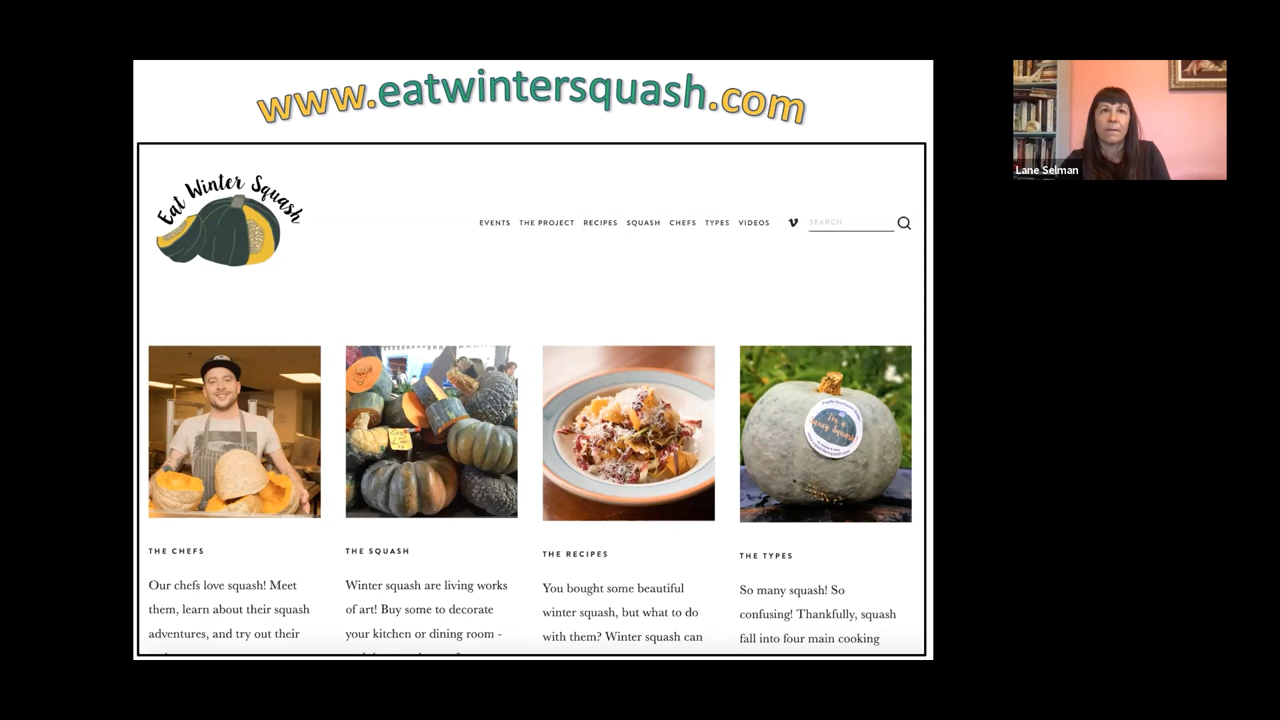 www.eatwintersquash.com
Eat Winter Squash
EVENTS THE PROJECT RECIPES SQUASH CHEFS TYPES VIDEOS SEARCH
Lane Selman
I'm a
Saucy Squash
THE CHEFS
Our chefs love squash! Meet
them, learn about their squash
adventures, and try out their
THE SQUASH
Winter squash are living works
of art! Buy some to decorate
your kitchen or dining room -
THE RECIPES
You bought some beautiful
winter squash, but what to do
with them? Winter squash can
THE TYPES
So many squash! So
confusing! Thankfully, squash
fall into four main cooking